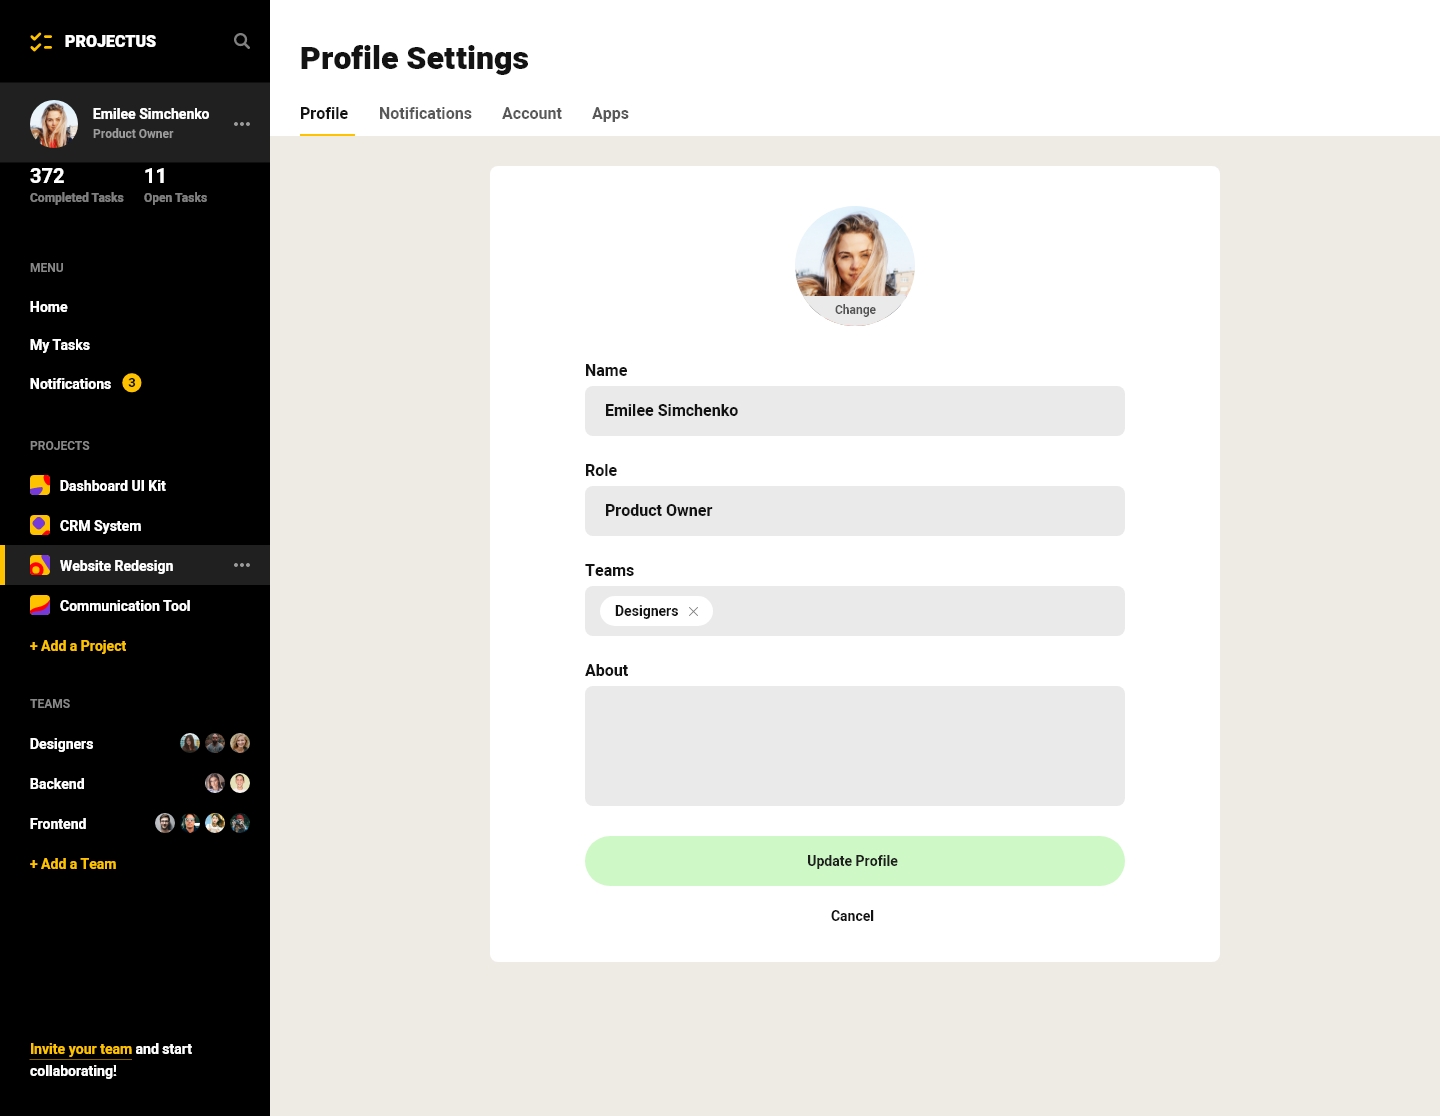 PROJECTUS
Emilee Simchenko
Product Owner
372
Completed Tasks
11
Open Tasks
MENU
Home
My Tasks
Notifications 3
PROJECTS
Dashboard UI Kit
CRM System
Website Redesign
Communication Tool
+ Add a Project
TEAMS
Designers
Backend
Frontend
+ Add a Team
Invite your team and start
collaborating!
Profile Settings
Profile Notifications Account Apps
Change
Name
Emilee Simchenko
Role
Product Owner
Teams
Designers
About
Update Profile
Cancel